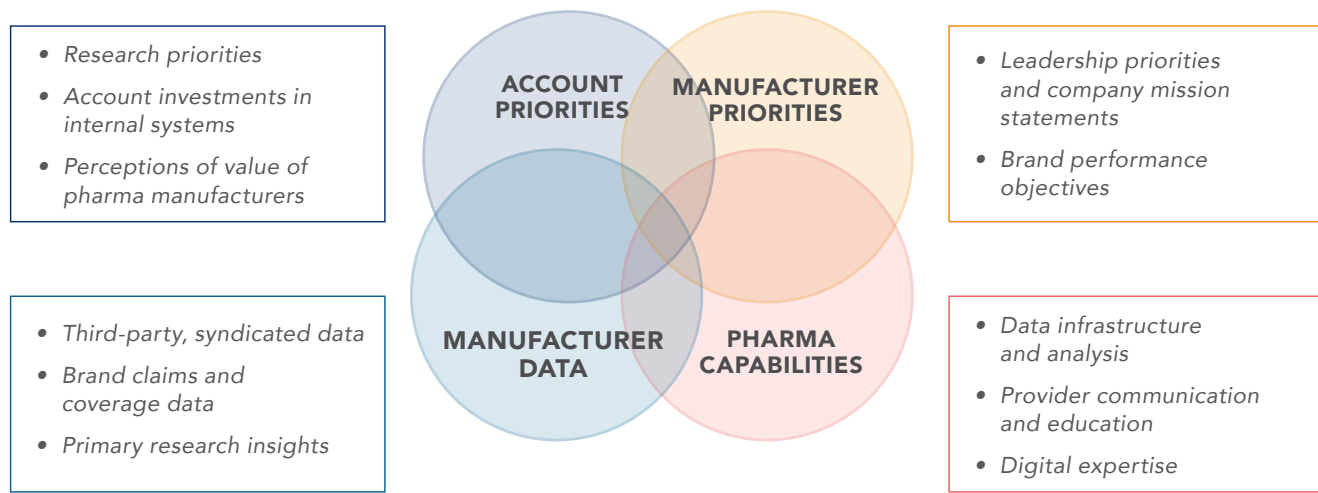 • Research priorities
• Account investments in
internal systems
• Perceptions of value of
pharma manufacturers
ACCOUNT
PRIORITIES
MANUFACTURER
PRIORITIES
• Leadership priorities
and company mission
statements
• Brand performance
objectives
• Third-party, syndicated data
• Brand claims and
coverage data
• Primary research insights
MANUFACTURER
DATA
PHARMA
CAPABILITIES
• Data infrastructure
and analysis
• Provider communication
and education
• Digital expertise